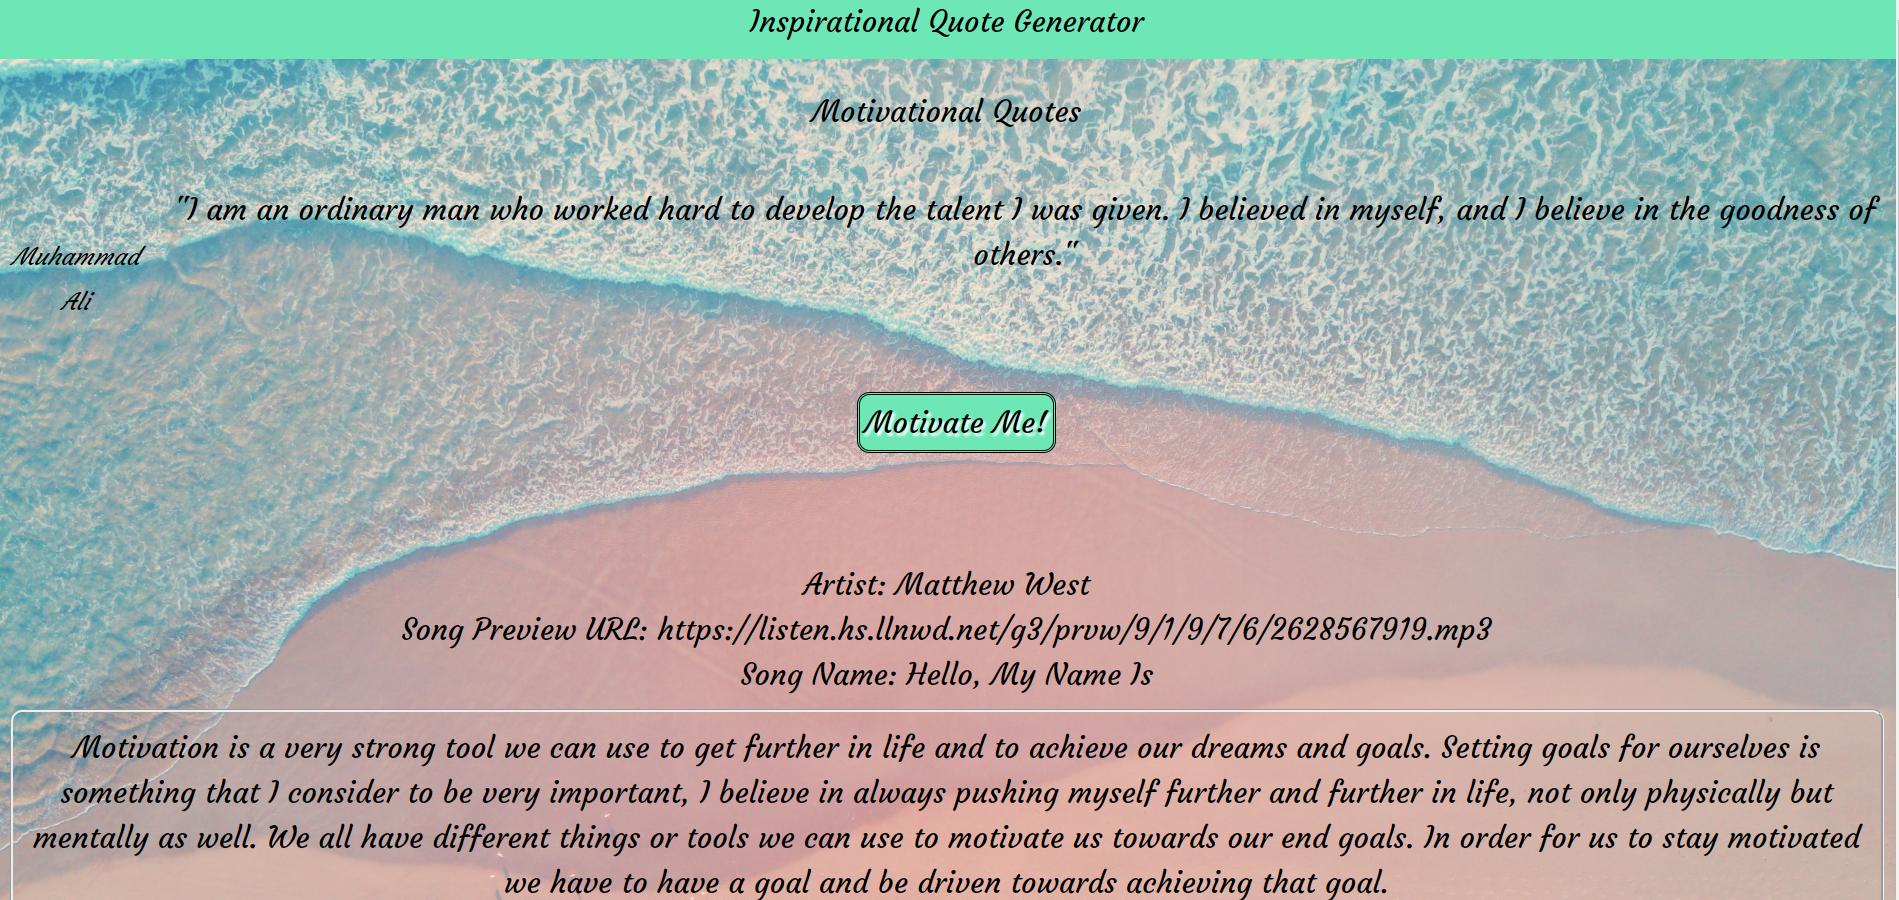 Inspirational Quote Generator
Motivational Quotes
"I am an ordinary man who worked hard to develop the talent I was given. I believed in myself, and I believe in the goodness of
others."
Muhammad
Ali
Motivate Me!
Artist: Matthew West
Song Preview URL: https://listen.hs.llnwd.net/g3/prvw/9/1/9/7/6/2628567919.mp3
Song Name: Hello, My Name Is
Motivation is a very strong tool we can use to get further in life and to achieve our dreams and goals. Setting goals for ourselves is
something that I consider to be very important, I believe in always pushing myself further and further in life, not only physically but
mentally as well. We all have different things or tools we can use to motivate us towards our end goals. In order for us to stay motivated
we have to have a goal and be driven towards achieving that goal.